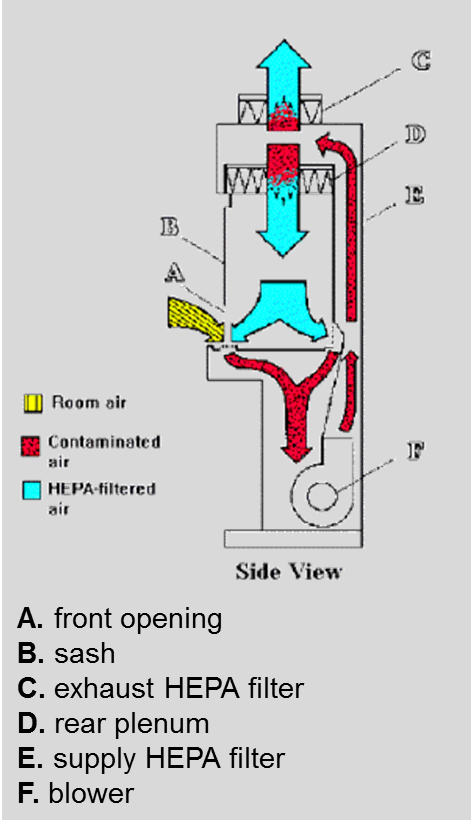 C
D
E
B
A
Room air
Contaminated
air
HEPA-filtered
air
F
Side View
A. front opening
B. sash
C. exhaust HEPA filter
D. rear plenum
E. supply HEPA filter
F. blower